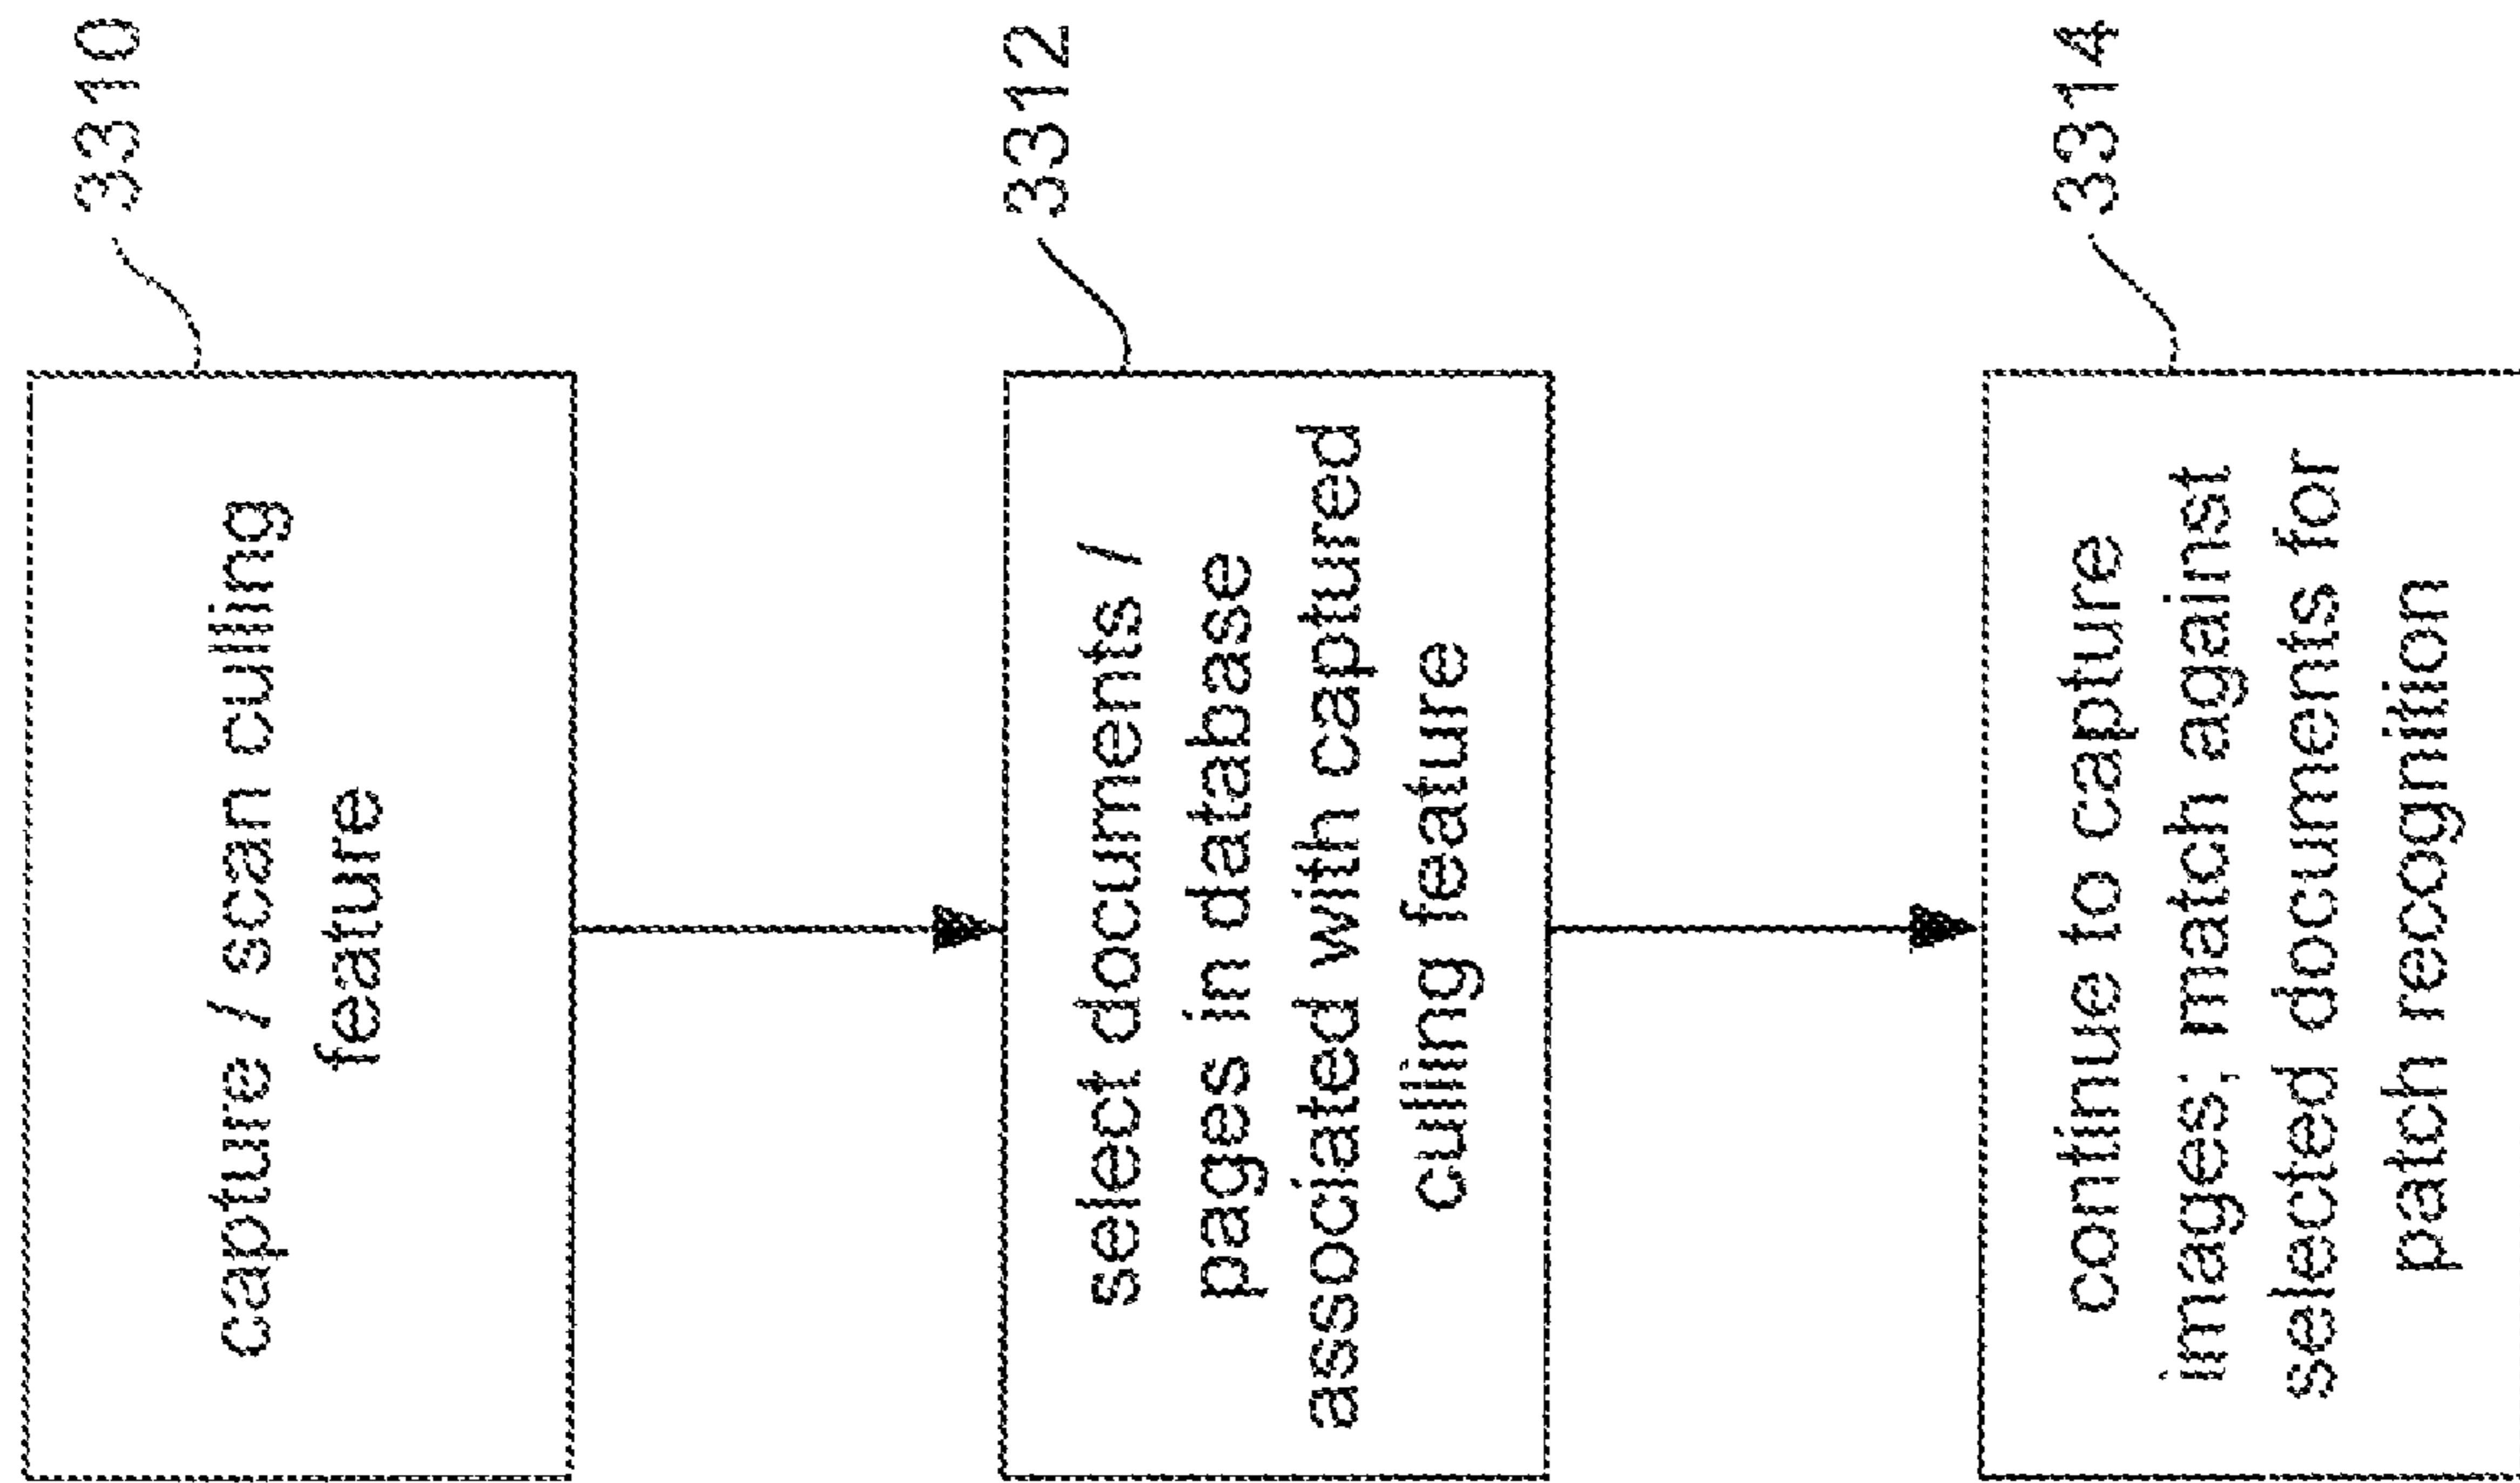 capture / scan culling
feature
3310
select documents /
pages in database
associated with captured
culling feature
3312
continue to capture
images; match against
selected documents for
patch recognition
3314